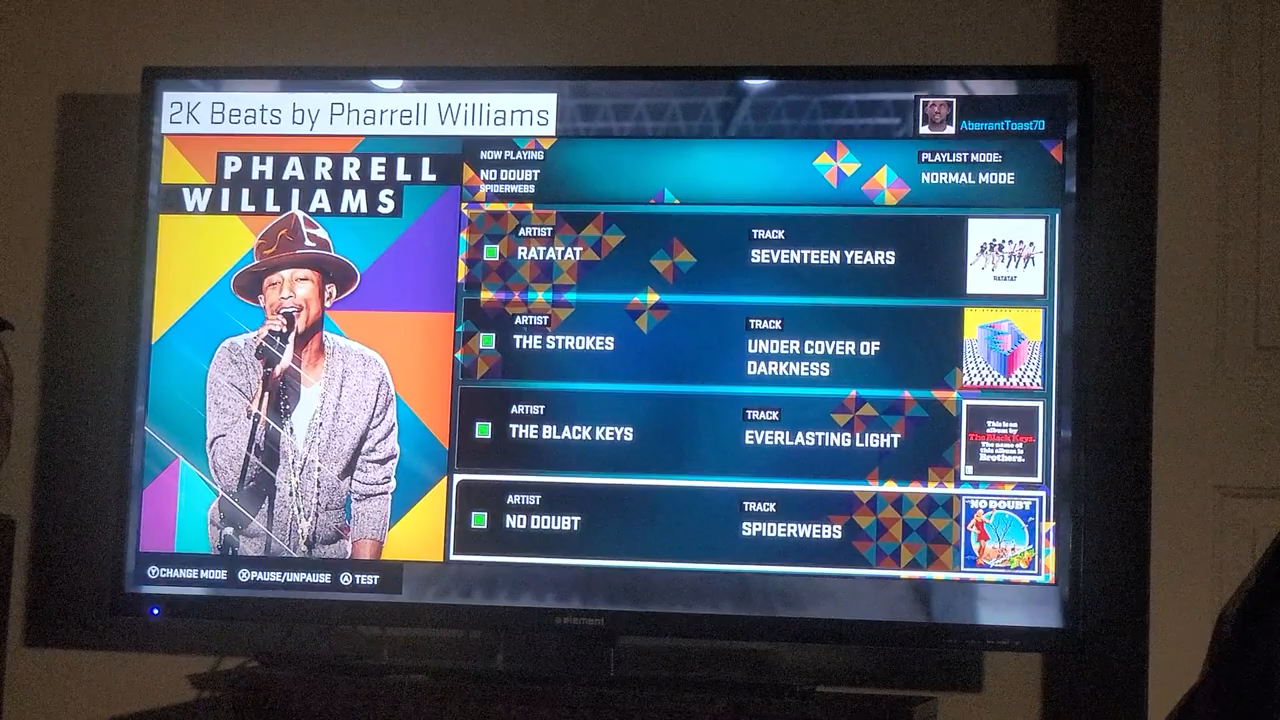 2K Beats by Pharrell Williams
AberrantToast70
PHARRELL
WILLIAMS
NOW PLAYING
NO DOUBT
SPIDERWEBS
PLAYLIST MODE:
NORMAL MODE
ARTIST
RATATAT
TRACK
SEVENTEEN YEARS
RATATAT
ARTIST
THE STROKES
TRACK
UNDER COVER OF
DARKNESS
ARTIST
THE BLACK KEYS
TRACK
EVERLASTING LIGHT
This is an
album by
The Black Keys.
The name of
this album is
Brothers.
ARTIST
NO DOUBT
TRACK
SPIDERWEBS
NO DOUBT
Y CHANGE MODE
X PAUSE/UNPAUSE
A TEST
element